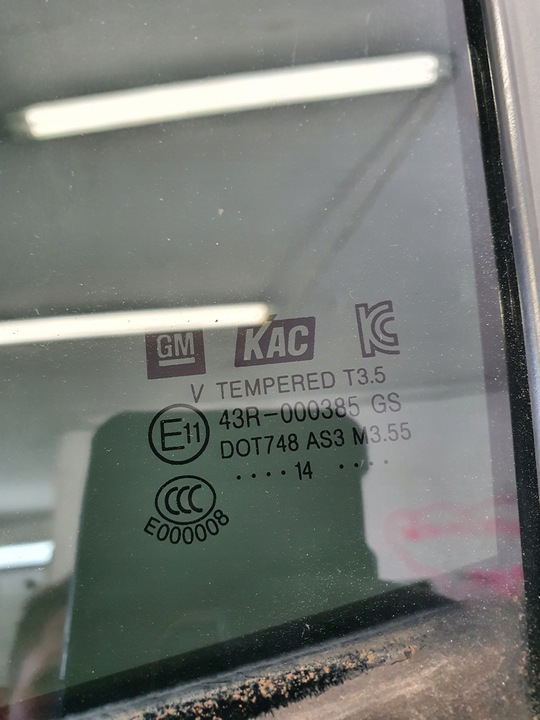 GM KAC KC
V TEMPERED T3.5
E11 43R-000385 GS
DOT748 AS3 M3.55
.... 14 ....
CCC
E000008